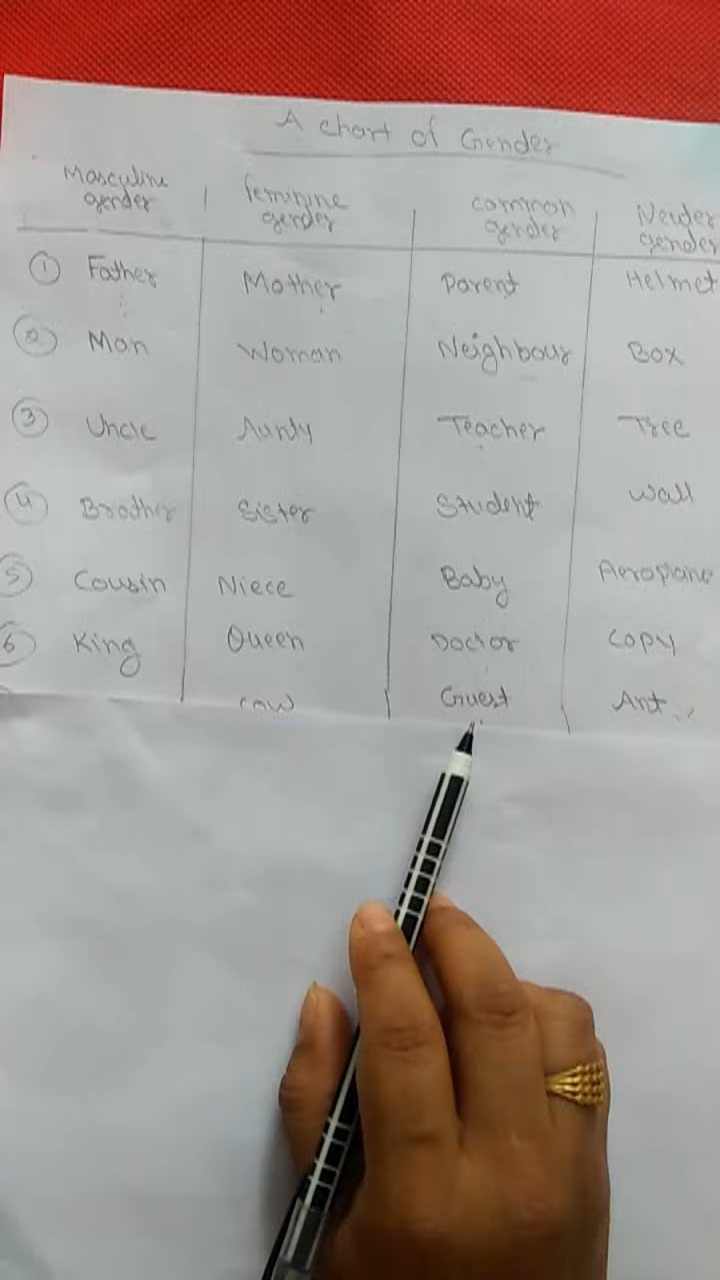 A chart of Gender
Masculine gender feminine gender common gender Neuder gender
1 Father Mother Parent Helmet
2 Man Woman Neighbour Box
3 Uncle Aunty Teacher Tree
4 Brother Sister Student Wall
5 Cousin Niece Baby Aeroplane
6 King Queen Doctor Copy
cow Guest Ant